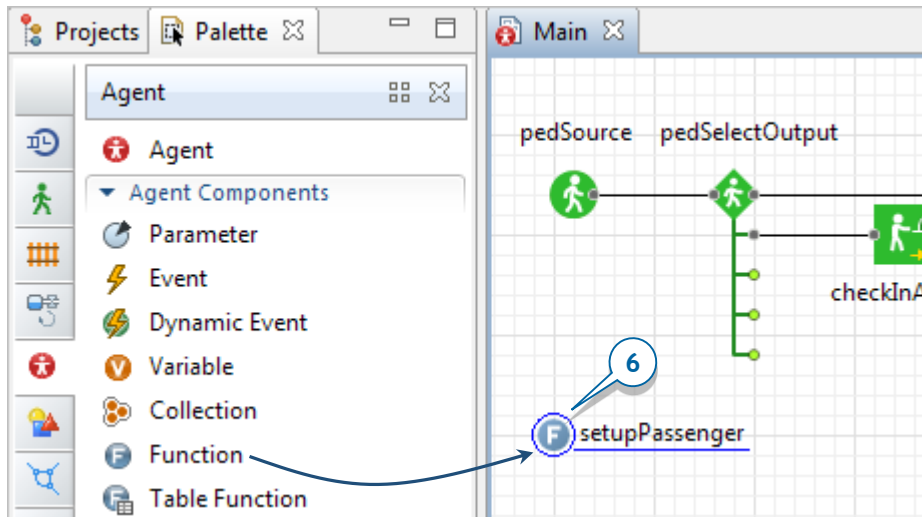 Projects
Palette
Main
Agent
Agent
Agent Components
Parameter
Event
Dynamic Event
Variable
Collection
Function
Table Function
pedSource
pedSelectOutput
checkInA
6
F setupPassenger